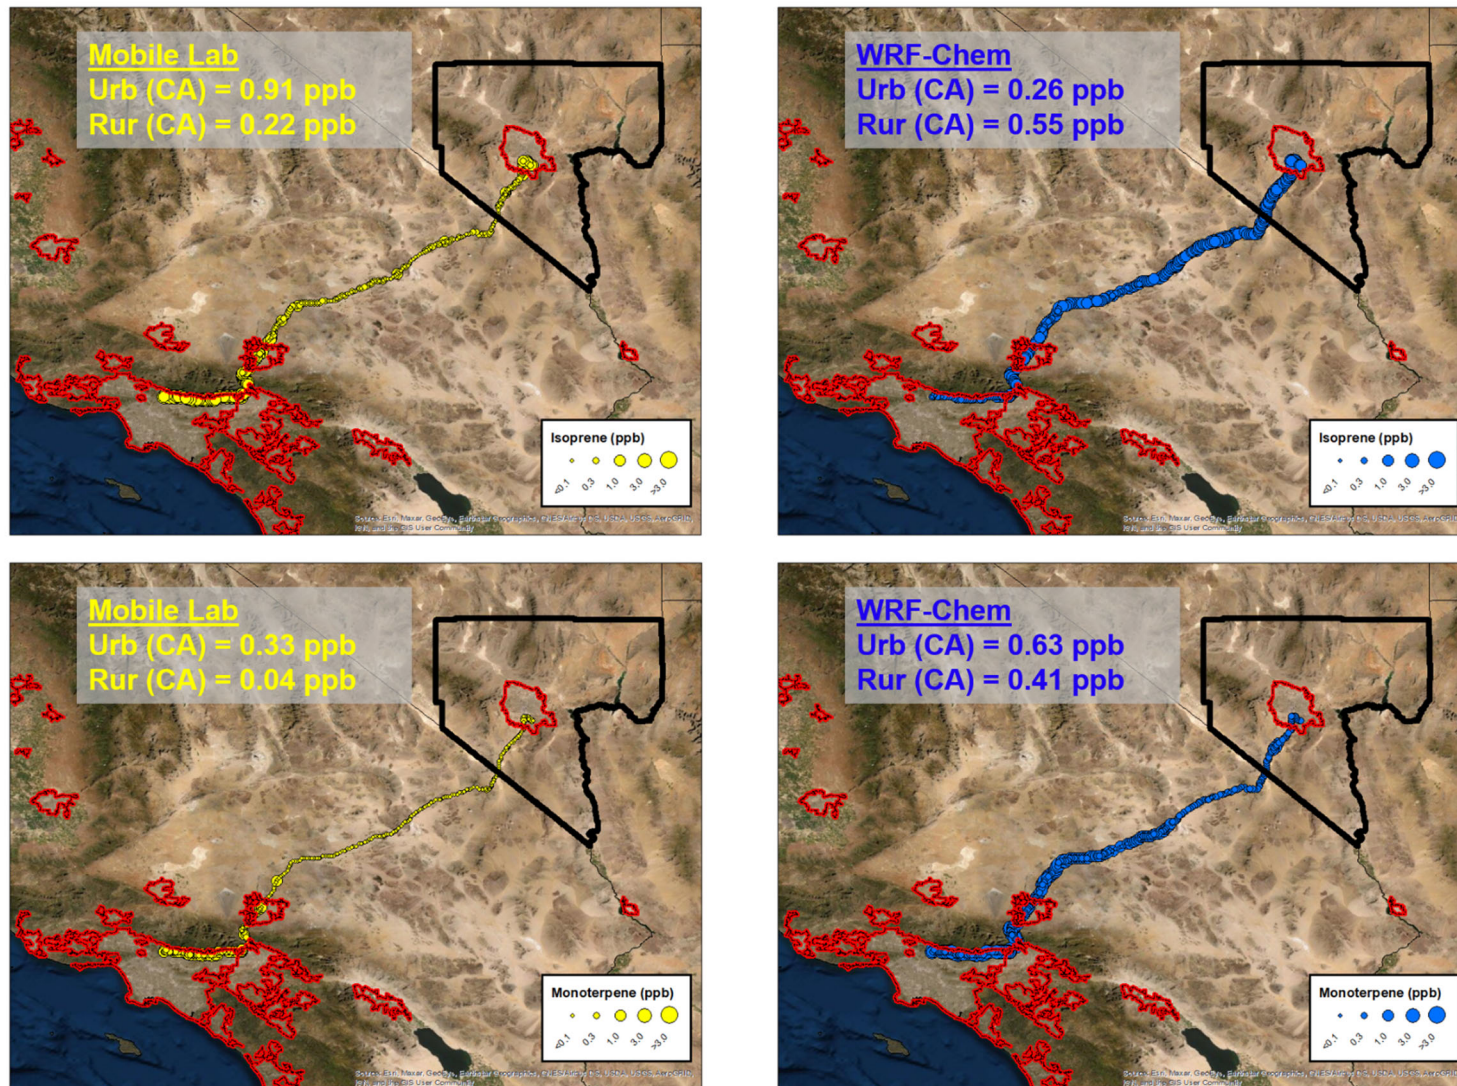 Mobile Lab
Urb (CA) = 0.91 ppb
Rur (CA) = 0.22 ppb
Isoprene (ppb)
<0.1 0.3 1.0 3.0 >3.0
WRF-Chem
Urb (CA) = 0.26 ppb
Rur (CA) = 0.55 ppb
Isoprene (ppb)
<0.1 0.3 1.0 3.0 >3.0
Mobile Lab
Urb (CA) = 0.33 ppb
Rur (CA) = 0.04 ppb
Monoterpene (ppb)
<0.1 0.3 1.0 3.0 >3.0
WRF-Chem
Urb (CA) = 0.63 ppb
Rur (CA) = 0.41 ppb
Monoterpene (ppb)
<0.1 0.3 1.0 3.0 >3.0